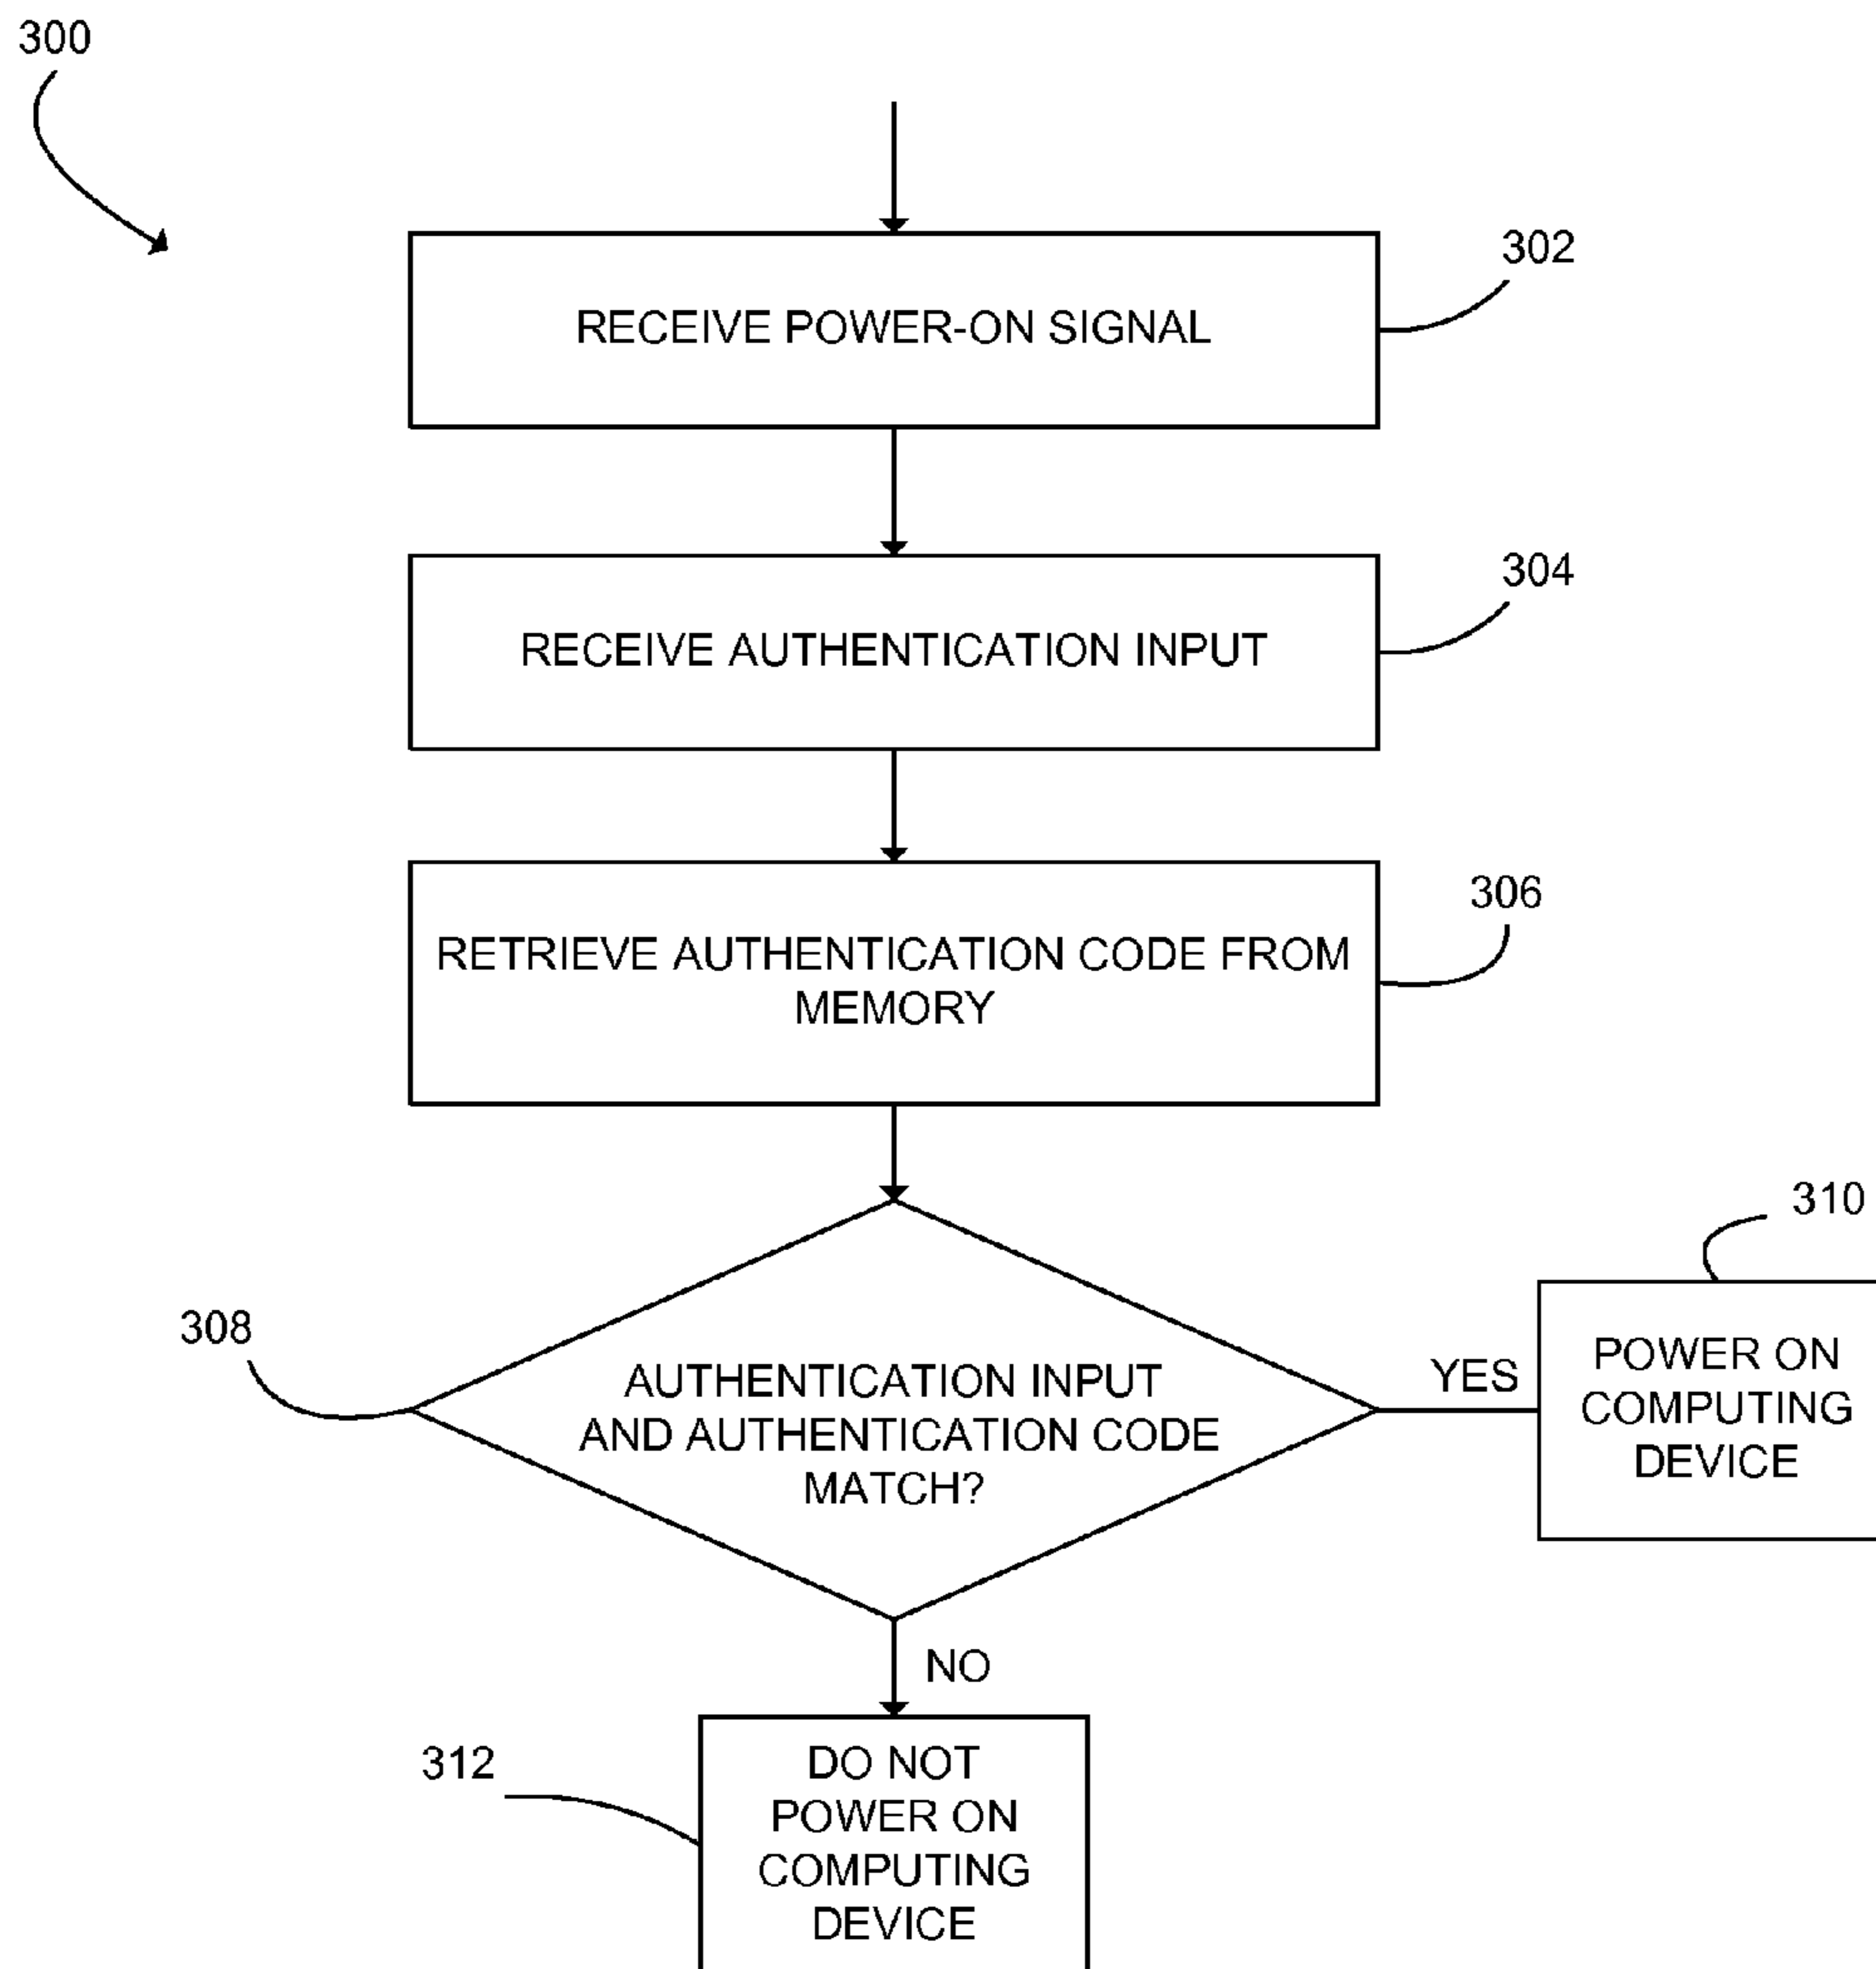 300
302
RECEIVE POWER-ON SIGNAL
304
RECEIVE AUTHENTICATION INPUT
306
RETRIEVE AUTHENTICATION CODE FROM
MEMORY
308
AUTHENTICATION INPUT
AND AUTHENTICATION CODE
MATCH?
YES
310
POWER ON
COMPUTING
DEVICE
NO
312
DO NOT
POWER ON
COMPUTING
DEVICE